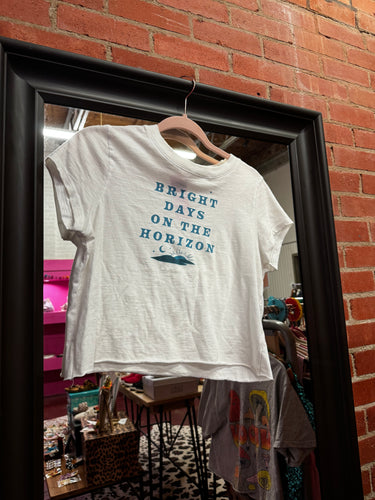 BRIGHT
DAYS
ON THE
HORIZON